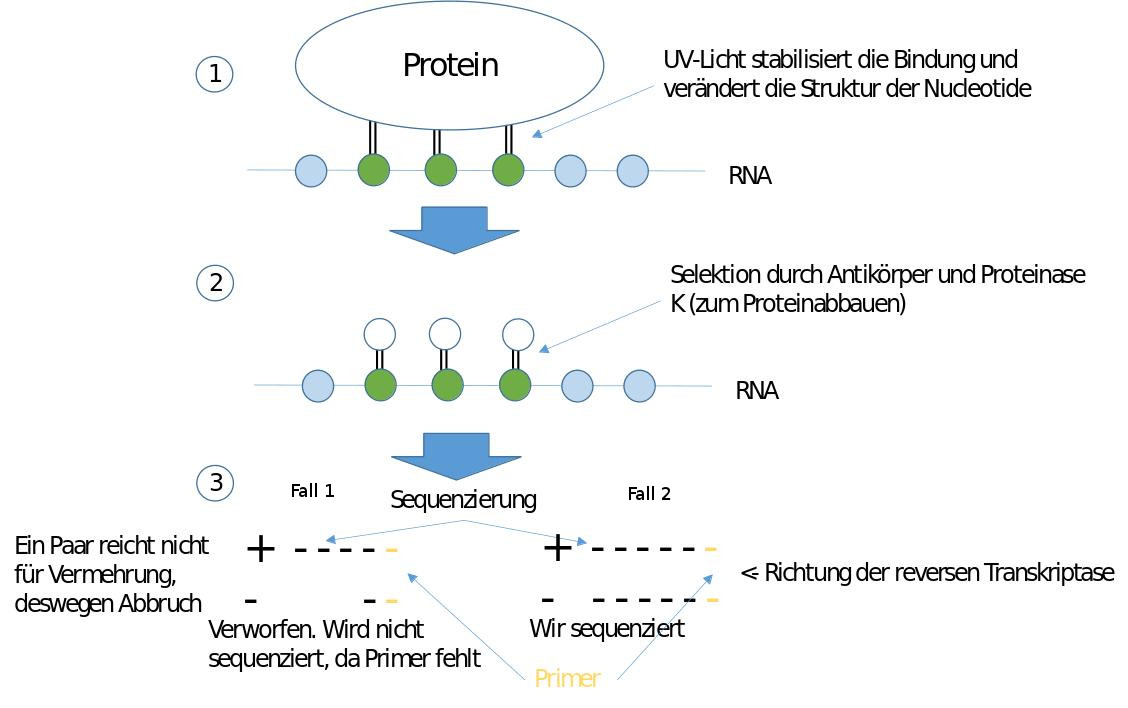 1
Protein
UV-Licht stabilisiert die Bindung und
verändert die Struktur der Nucleotide
RNA
2
Selektion durch Antikörper und Proteinase
K (zum Proteinabbauen)
RNA
3
Fall 1
Sequenzierung
Fall 2
Ein Paar reicht nicht
für Vermehrung,
deswegen Abbruch
+ - - - - -
+ - - - - - -
- - -
- - - - - - -
< Richtung der reversen Transkriptase
Verworfen. Wird nicht
sequenziert, da Primer fehlt
Wir sequenziert
Primer